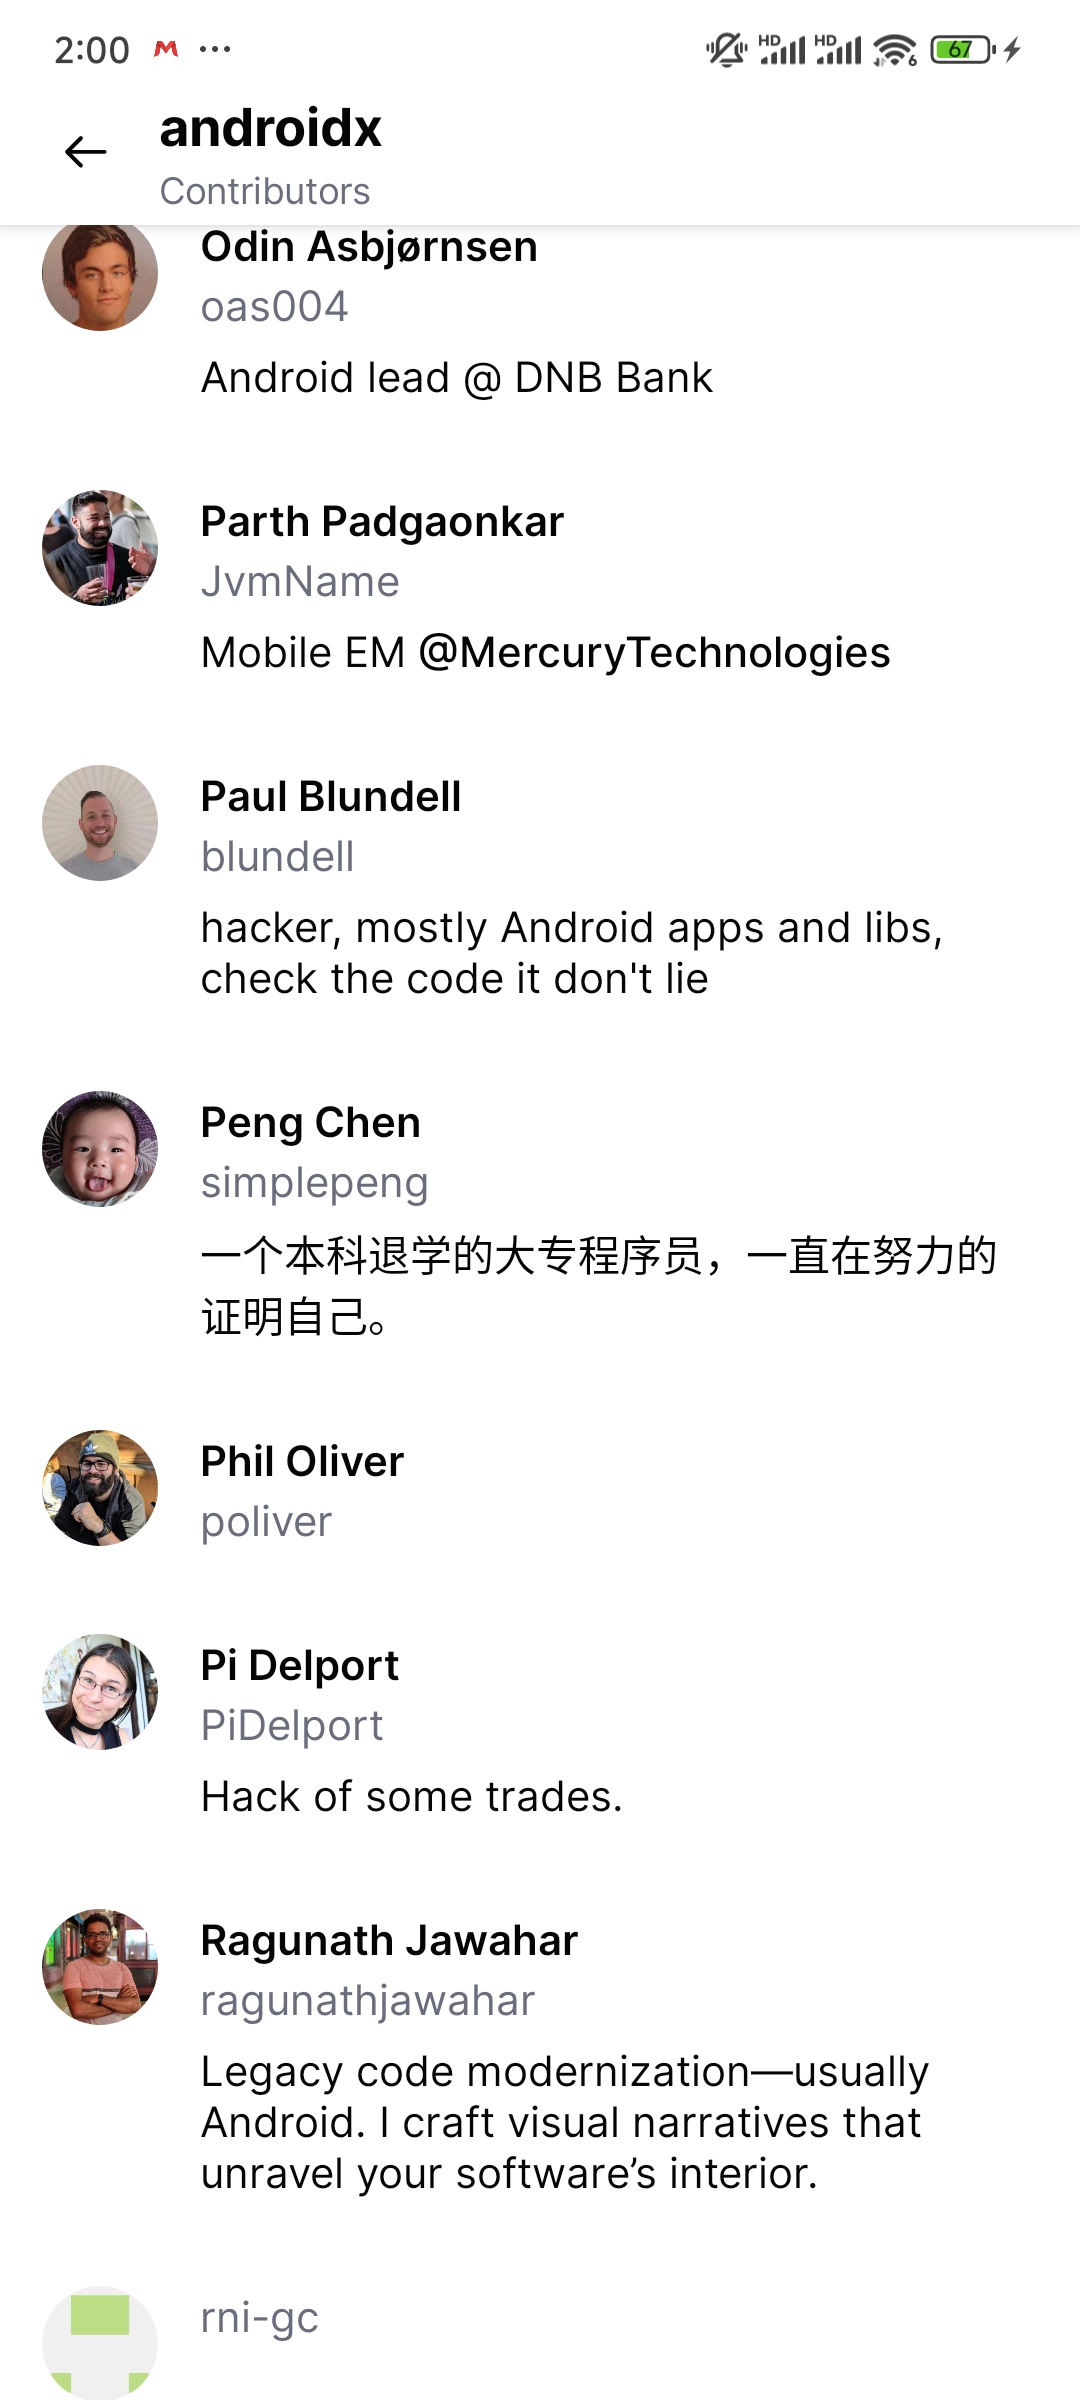 2:00
HD HD 6 67
androidx
Contributors
Odin Asbjørnsen
oas004
Android lead @ DNB Bank
Parth Padgaonkar
JvmName
Mobile EM @MercuryTechnologies
Paul Blundell
blundell
hacker, mostly Android apps and libs,
check the code it don't lie
Peng Chen
simplepeng
一个本科退学的大专程序员，一直在努力的
证明自己。
Phil Oliver
poliver
Pi Delport
PiDelport
Hack of some trades.
Ragunath Jawahar
ragunathjawahar
Legacy code modernization—usually
Android. I craft visual narratives that
unravel your software’s interior.
rni-gc